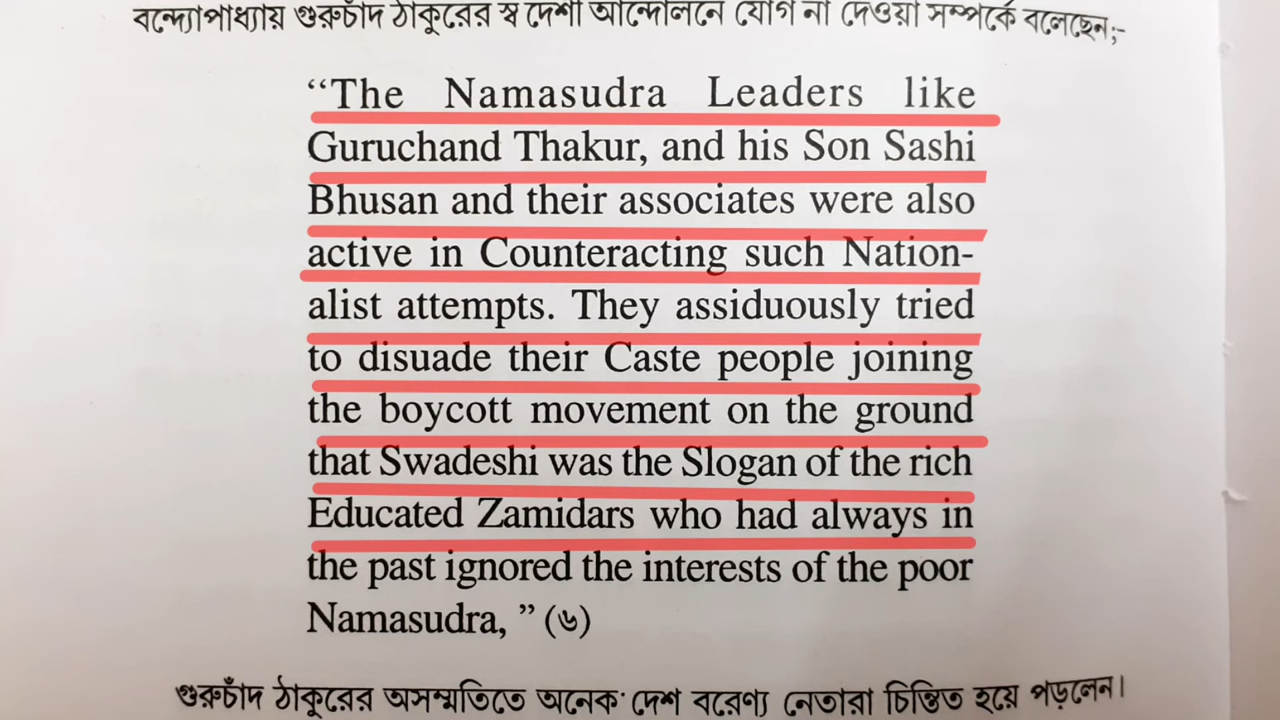 বন্দ্যোপাধ্যায় গুরুচাঁদ ঠাকুরের স্ব দেশী আন্দোলনে যোগ না দেওয়া সম্পর্কে বলেছেন;-
“The Namasudra Leaders like
Guruchand Thakur, and his Son Sashi
Bhusan and their associates were also
active in Counteracting such Nation-
alist attempts. They assiduously tried
to disuade their Caste people joining
the boycott movement on the ground
that Swadeshi was the Slogan of the rich
Educated Zamidars who had always in
the past ignored the interests of the poor
Namasudra, ” (৬)
গুরুচাঁদ ঠাকুরের অসম্মতিতে অনেক দেশ বরেণ্য নেতারা চিন্তিত হয়ে পড়লেন।